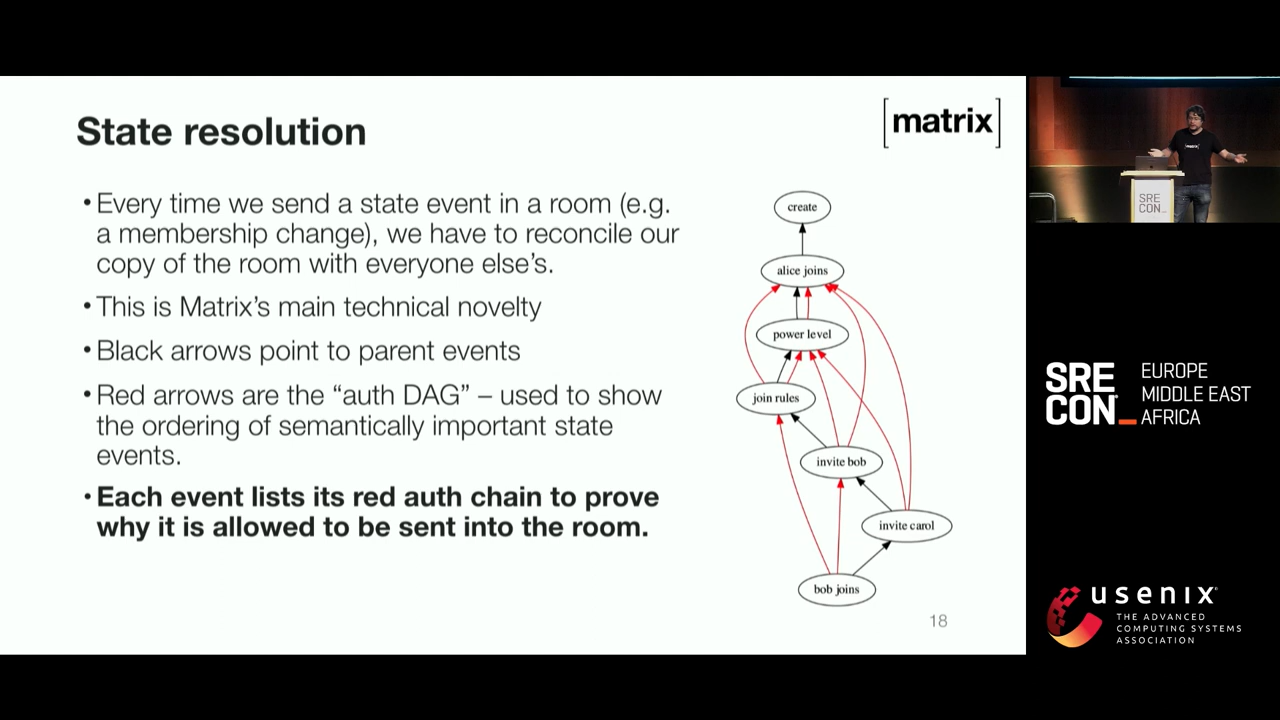 State resolution
[matrix]
• Every time we send a state event in a room (e.g.
a membership change), we have to reconcile our
copy of the room with everyone else’s.
• This is Matrix’s main technical novelty
• Black arrows point to parent events
• Red arrows are the “auth DAG” – used to show
the ordering of semantically important state
events.
• Each event lists its red auth chain to prove
why it is allowed to be sent into the room.
create
alice joins
power level
join rules
invite bob
invite carol
bob joins
18
[matrix]
SRE
CON_
SRE
CON_
EUROPE
MIDDLE EAST
AFRICA
usenix
THE ADVANCED
COMPUTING SYSTEMS
ASSOCIATION